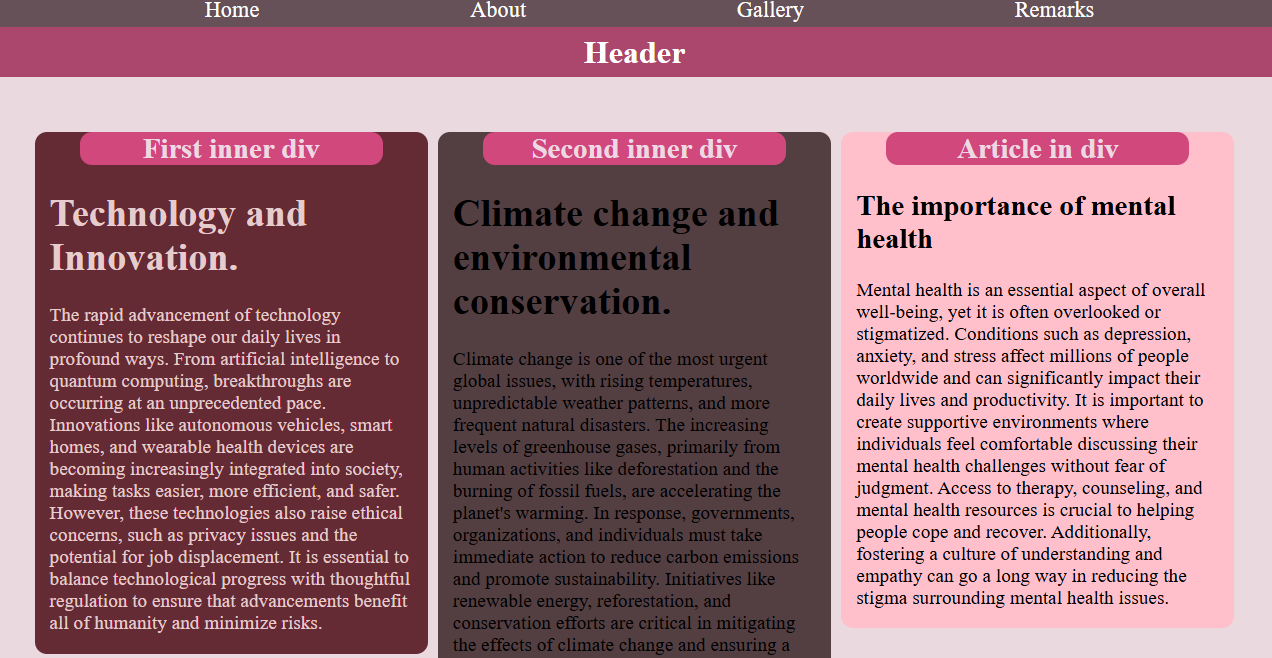 Home About Gallery Remarks
Header
First inner div
Technology and
Innovation.
The rapid advancement of technology
continues to reshape our daily lives in
profound ways. From artificial intelligence to
quantum computing, breakthroughs are
occurring at an unprecedented pace.
Innovations like autonomous vehicles, smart
homes, and wearable health devices are
becoming increasingly integrated into society,
making tasks easier, more efficient, and safer.
However, these technologies also raise ethical
concerns, such as privacy issues and the
potential for job displacement. It is essential to
balance technological progress with thoughtful
regulation to ensure that advancements benefit
all of humanity and minimize risks.
Second inner div
Climate change and
environmental
conservation.
Climate change is one of the most urgent
global issues, with rising temperatures,
unpredictable weather patterns, and more
frequent natural disasters. The increasing
levels of greenhouse gases, primarily from
human activities like deforestation and the
burning of fossil fuels, are accelerating the
planet's warming. In response, governments,
organizations, and individuals must take
immediate action to reduce carbon emissions
and promote sustainability. Initiatives like
renewable energy, reforestation, and
conservation efforts are critical in mitigating
the effects of climate change and ensuring a
Article in div
The importance of mental
health
Mental health is an essential aspect of overall
well-being, yet it is often overlooked or
stigmatized. Conditions such as depression,
anxiety, and stress affect millions of people
worldwide and can significantly impact their
daily lives and productivity. It is important to
create supportive environments where
individuals feel comfortable discussing their
mental health challenges without fear of
judgment. Access to therapy, counseling, and
mental health resources is crucial to helping
people cope and recover. Additionally,
fostering a culture of understanding and
empathy can go a long way in reducing the
stigma surrounding mental health issues.